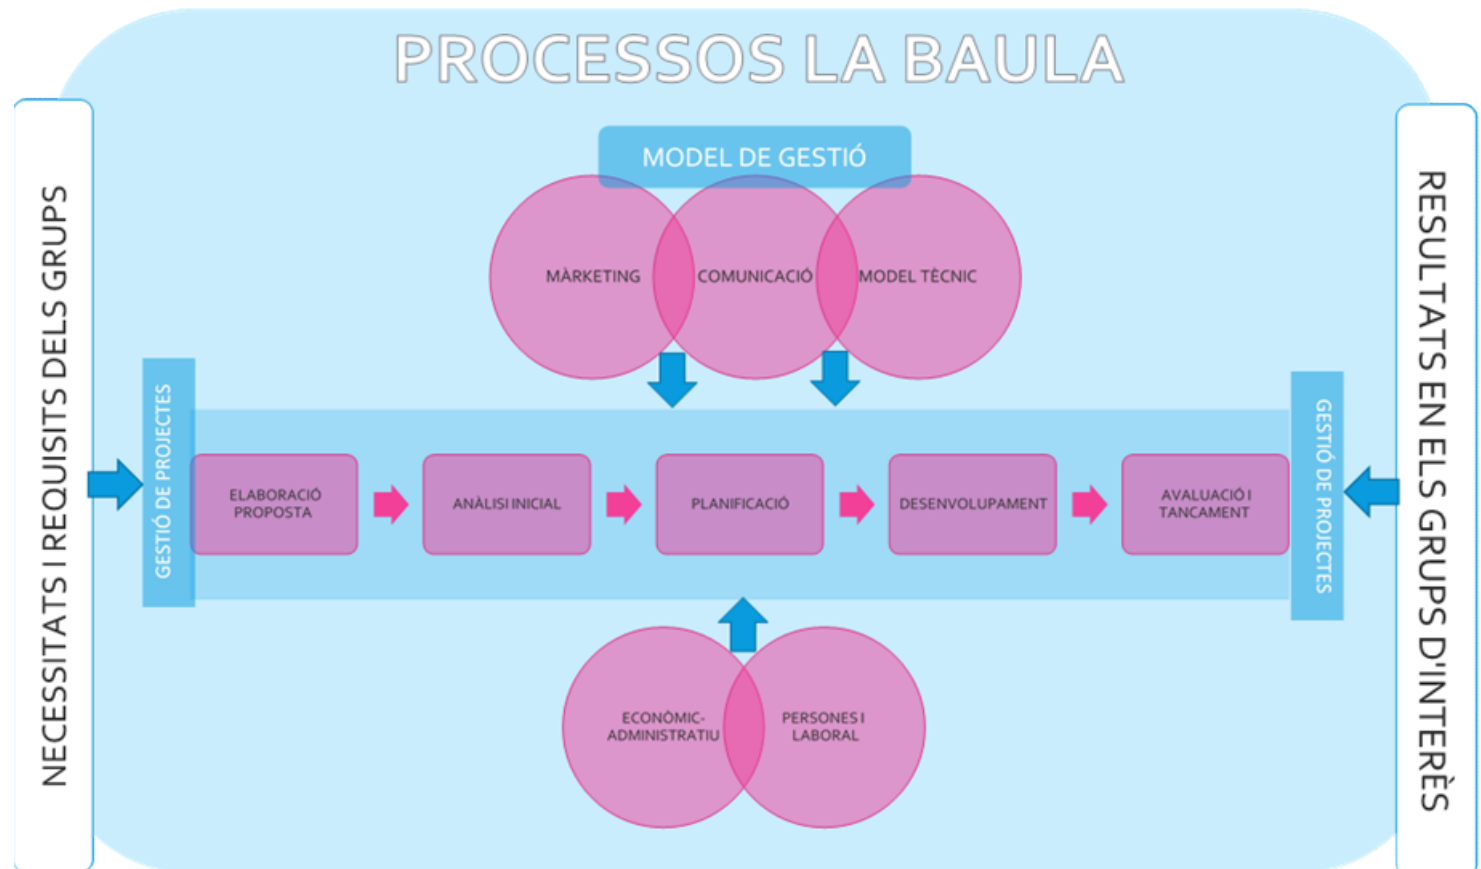 PROCESSOS LA BAULA
NECESSITATS I REQUISITS DELS GRUPS
MODEL DE GESTIÓ
MÀRKETING
COMUNICACIÓ
MODEL TÈCNIC
GESTIÓ DE PROJECTES
ELABORACIÓ
PROPOSTA
ANÀLISI INICIAL
PLANIFICACIÓ
DESENVOLUPAMENT
AVALUACIÓ I
TANCAMENT
GESTIÓ DE PROJECTES
ECONÒMIC-
ADMINISTRATIU
PERSONES I
LABORAL
RESULTATS EN ELS GRUPS D'INTERÈS